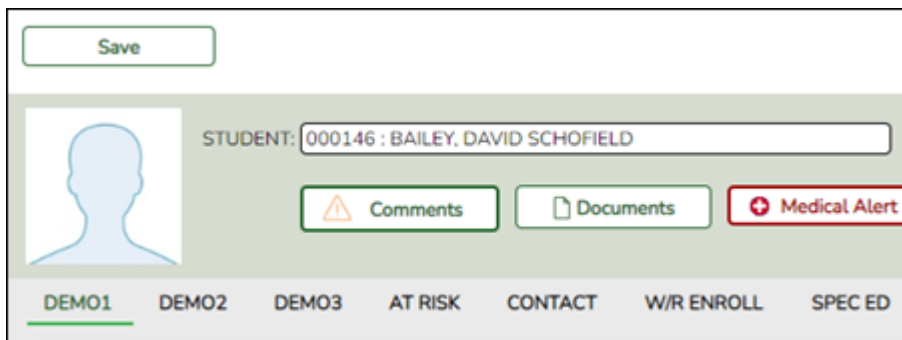 Save
STUDENT: 000146 : BAILEY, DAVID SCHOFIELD
Comments Documents Medical Alert
DEMO1 DEMO2 DEMO3 AT RISK CONTACT W/R ENROLL SPEC ED